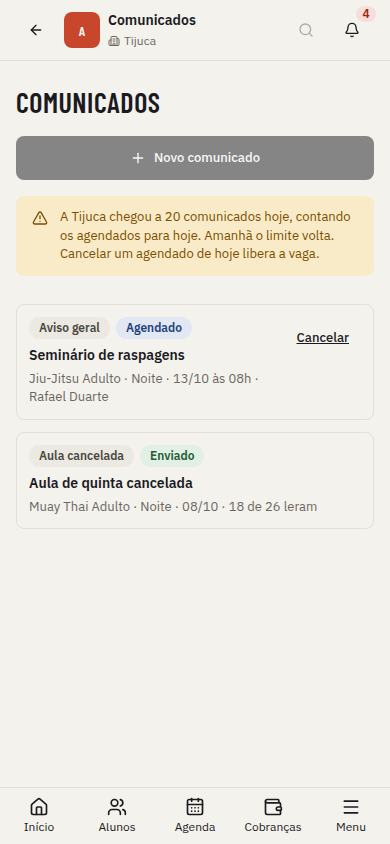 A
Comunicados
Tijuca
4
COMUNICADOS
Novo comunicado
A Tijuca chegou a 20 comunicados hoje, contando
os agendados para hoje. Amanhã o limite volta.
Cancelar um agendado de hoje libera a vaga.
Aviso geral
Agendado
Cancelar
Seminário de raspagens
Jiu-Jitsu Adulto · Noite · 13/10 às 08h ·
Rafael Duarte
Aula cancelada
Enviado
Aula de quinta cancelada
Muay Thai Adulto · Noite · 08/10 · 18 de 26 leram
Início
Alunos
Agenda
Cobranças
Menu